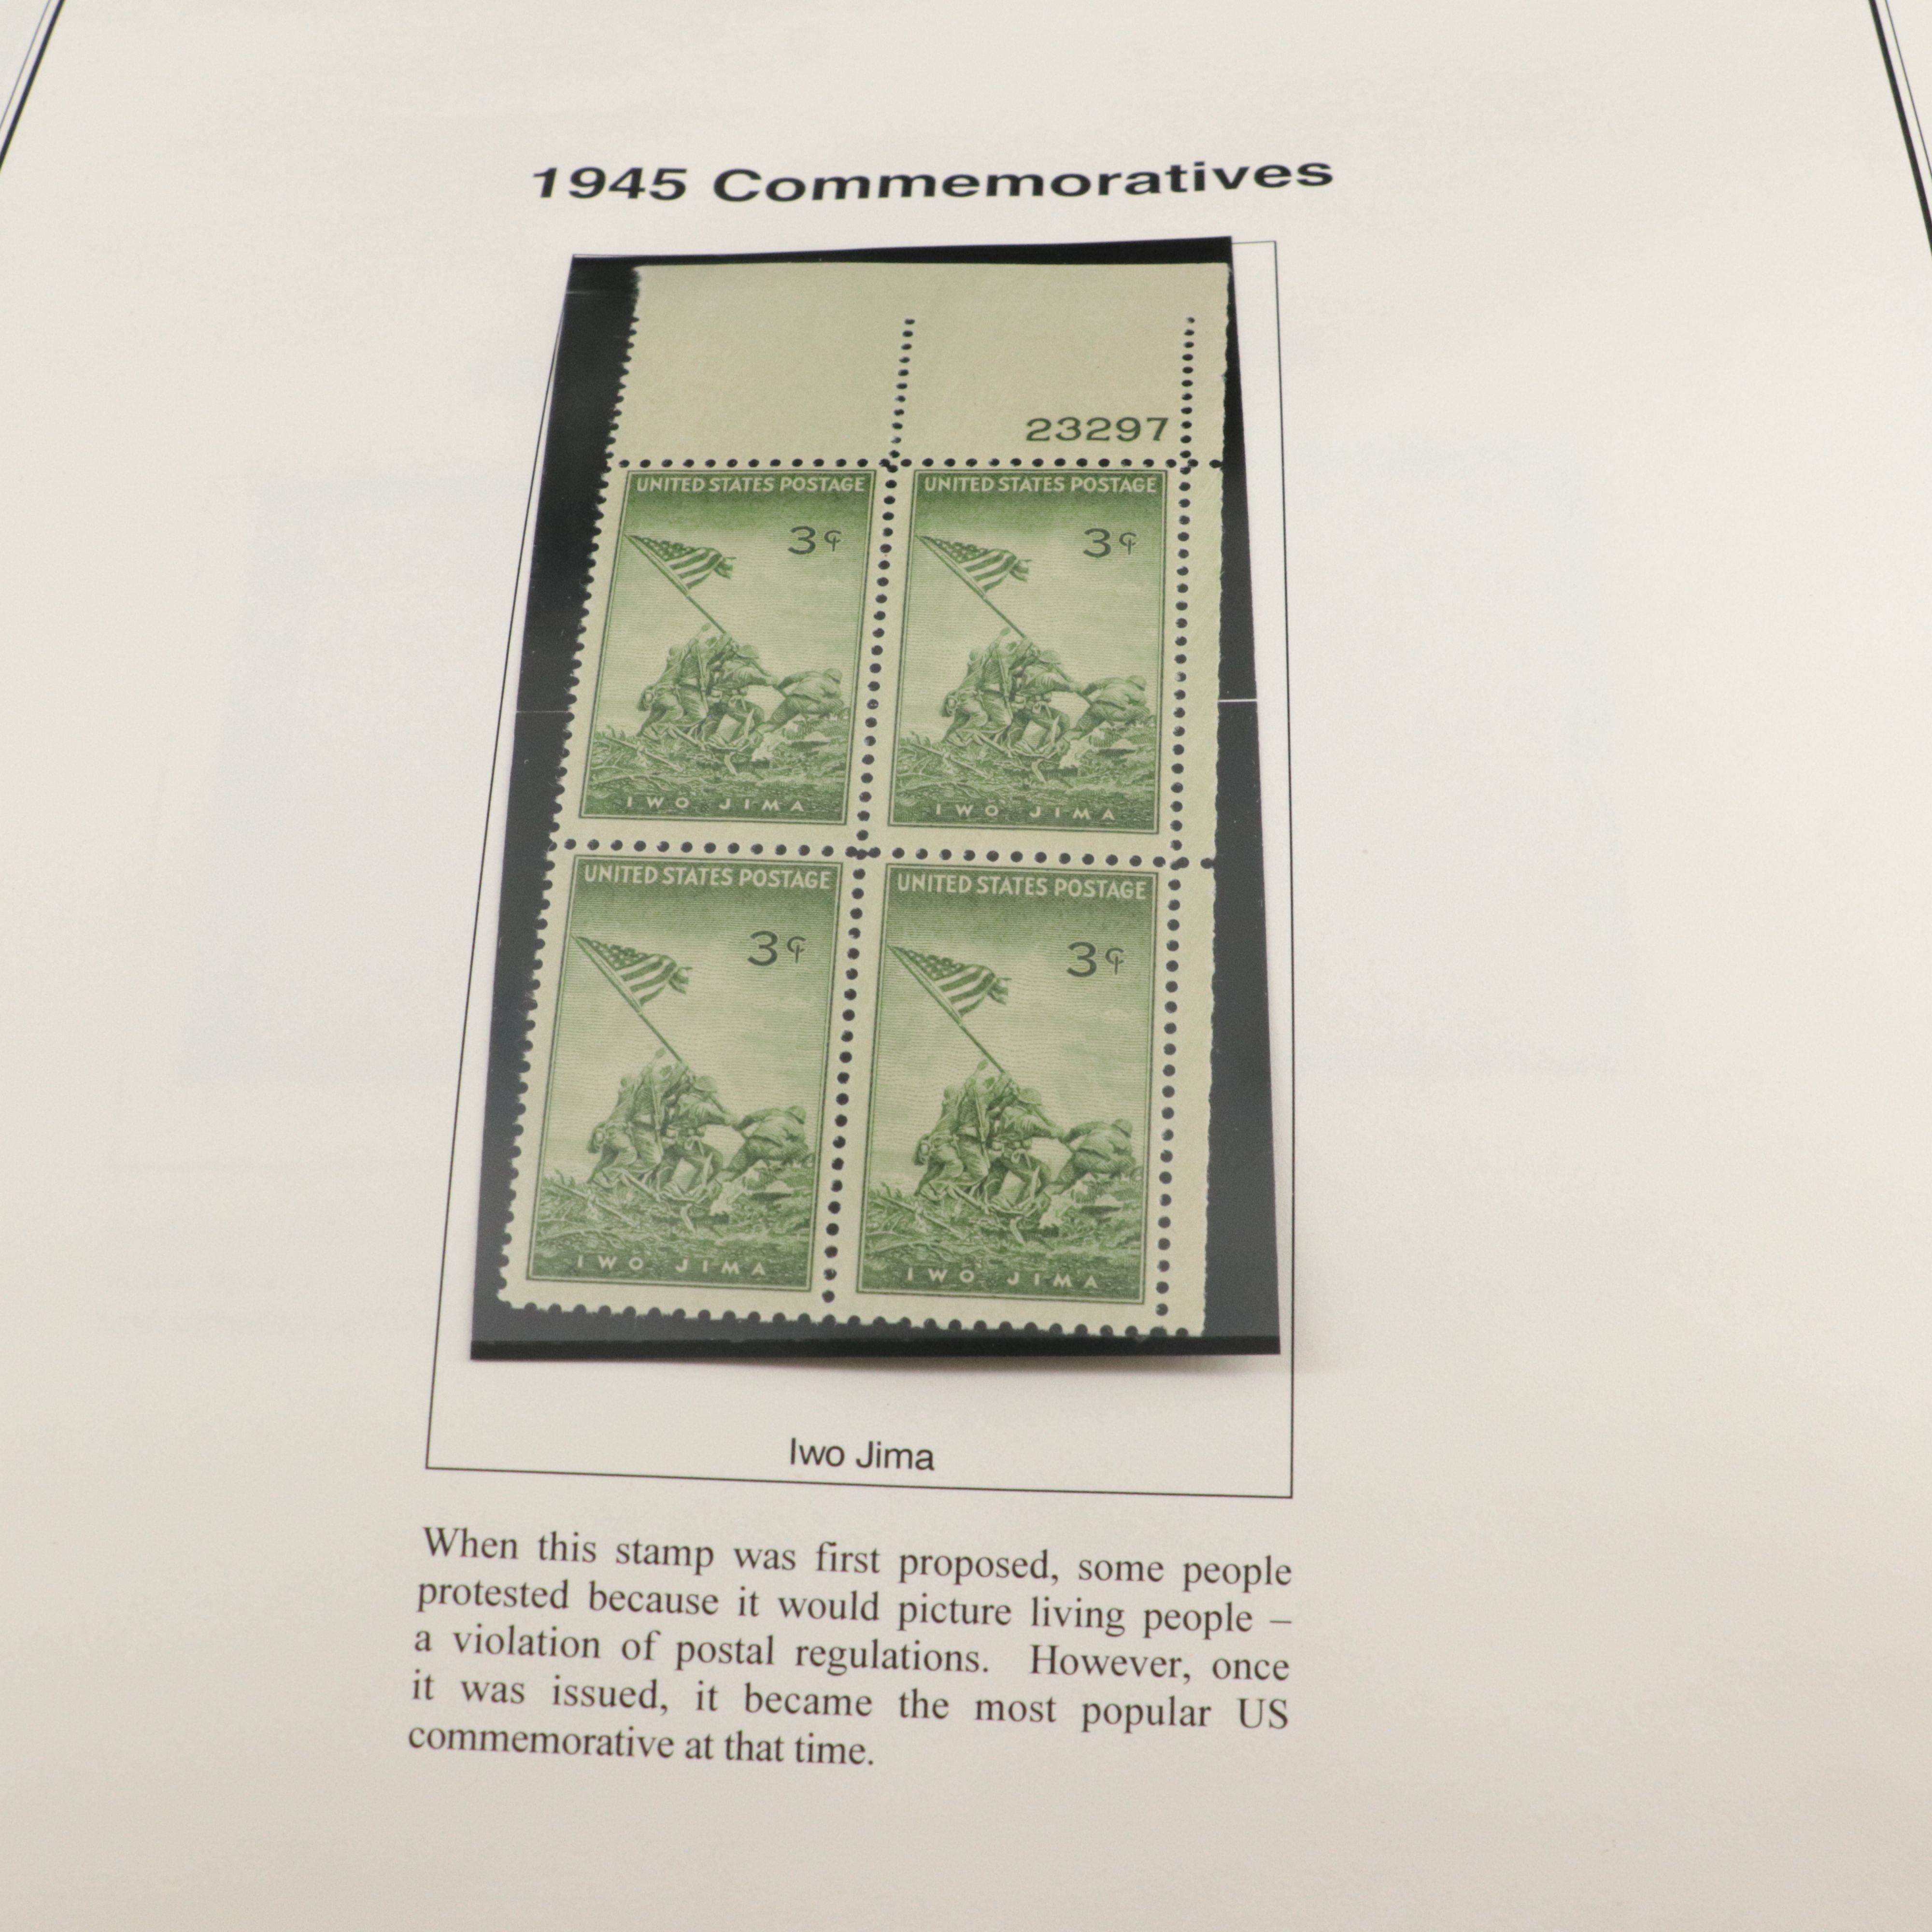 1945 Commemoratives
23297
UNITED STATES POSTAGE UNITED STATES POSTAGE
3¢ 3¢
IWO JIMA IWO JIMA
UNITED STATES POSTAGE UNITED STATES POSTAGE
3¢ 3¢
IWO JIMA IWO JIMA
Iwo Jima
When this stamp was first proposed, some people
protested because it would picture living people –
a violation of postal regulations. However, once
it was issued, it became the most popular US
commemorative at that time.